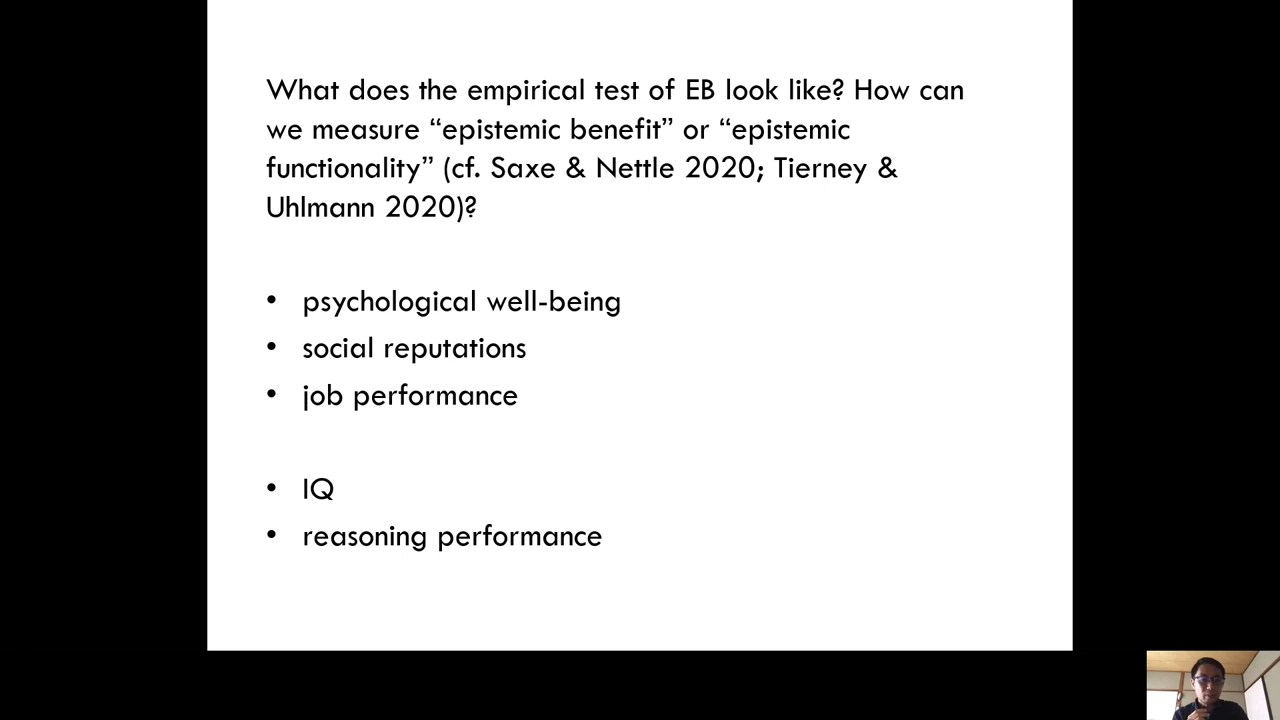 What does the empirical test of EB look like? How can
we measure “epistemic benefit” or “epistemic
functionality” (cf. Saxe & Nettle 2020; Tierney &
Uhlmann 2020)?
• psychological well-being
• social reputations
• job performance
• IQ
• reasoning performance